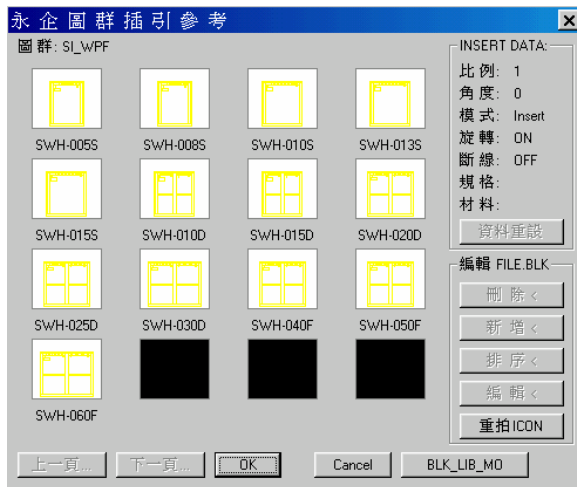 永企圖群插引參考
圖群: SI_WPF
SWH-005S SWH-008S SWH-010S SWH-013S
SWH-015S SWH-010D SWH-015D SWH-020D
SWH-025D SWH-030D SWH-040F SWH-050F
SWH-060F
INSERT DATA:
比例: 1
角度: 0
模式: Insert
旋轉: ON
斷線: OFF
規格:
材料:
資料重設
編輯 FILE.BLK
刪除<
新增<
排序<
編輯<
重拍ICON
上一頁... 下一頁... OK Cancel BLK_LIB_MO